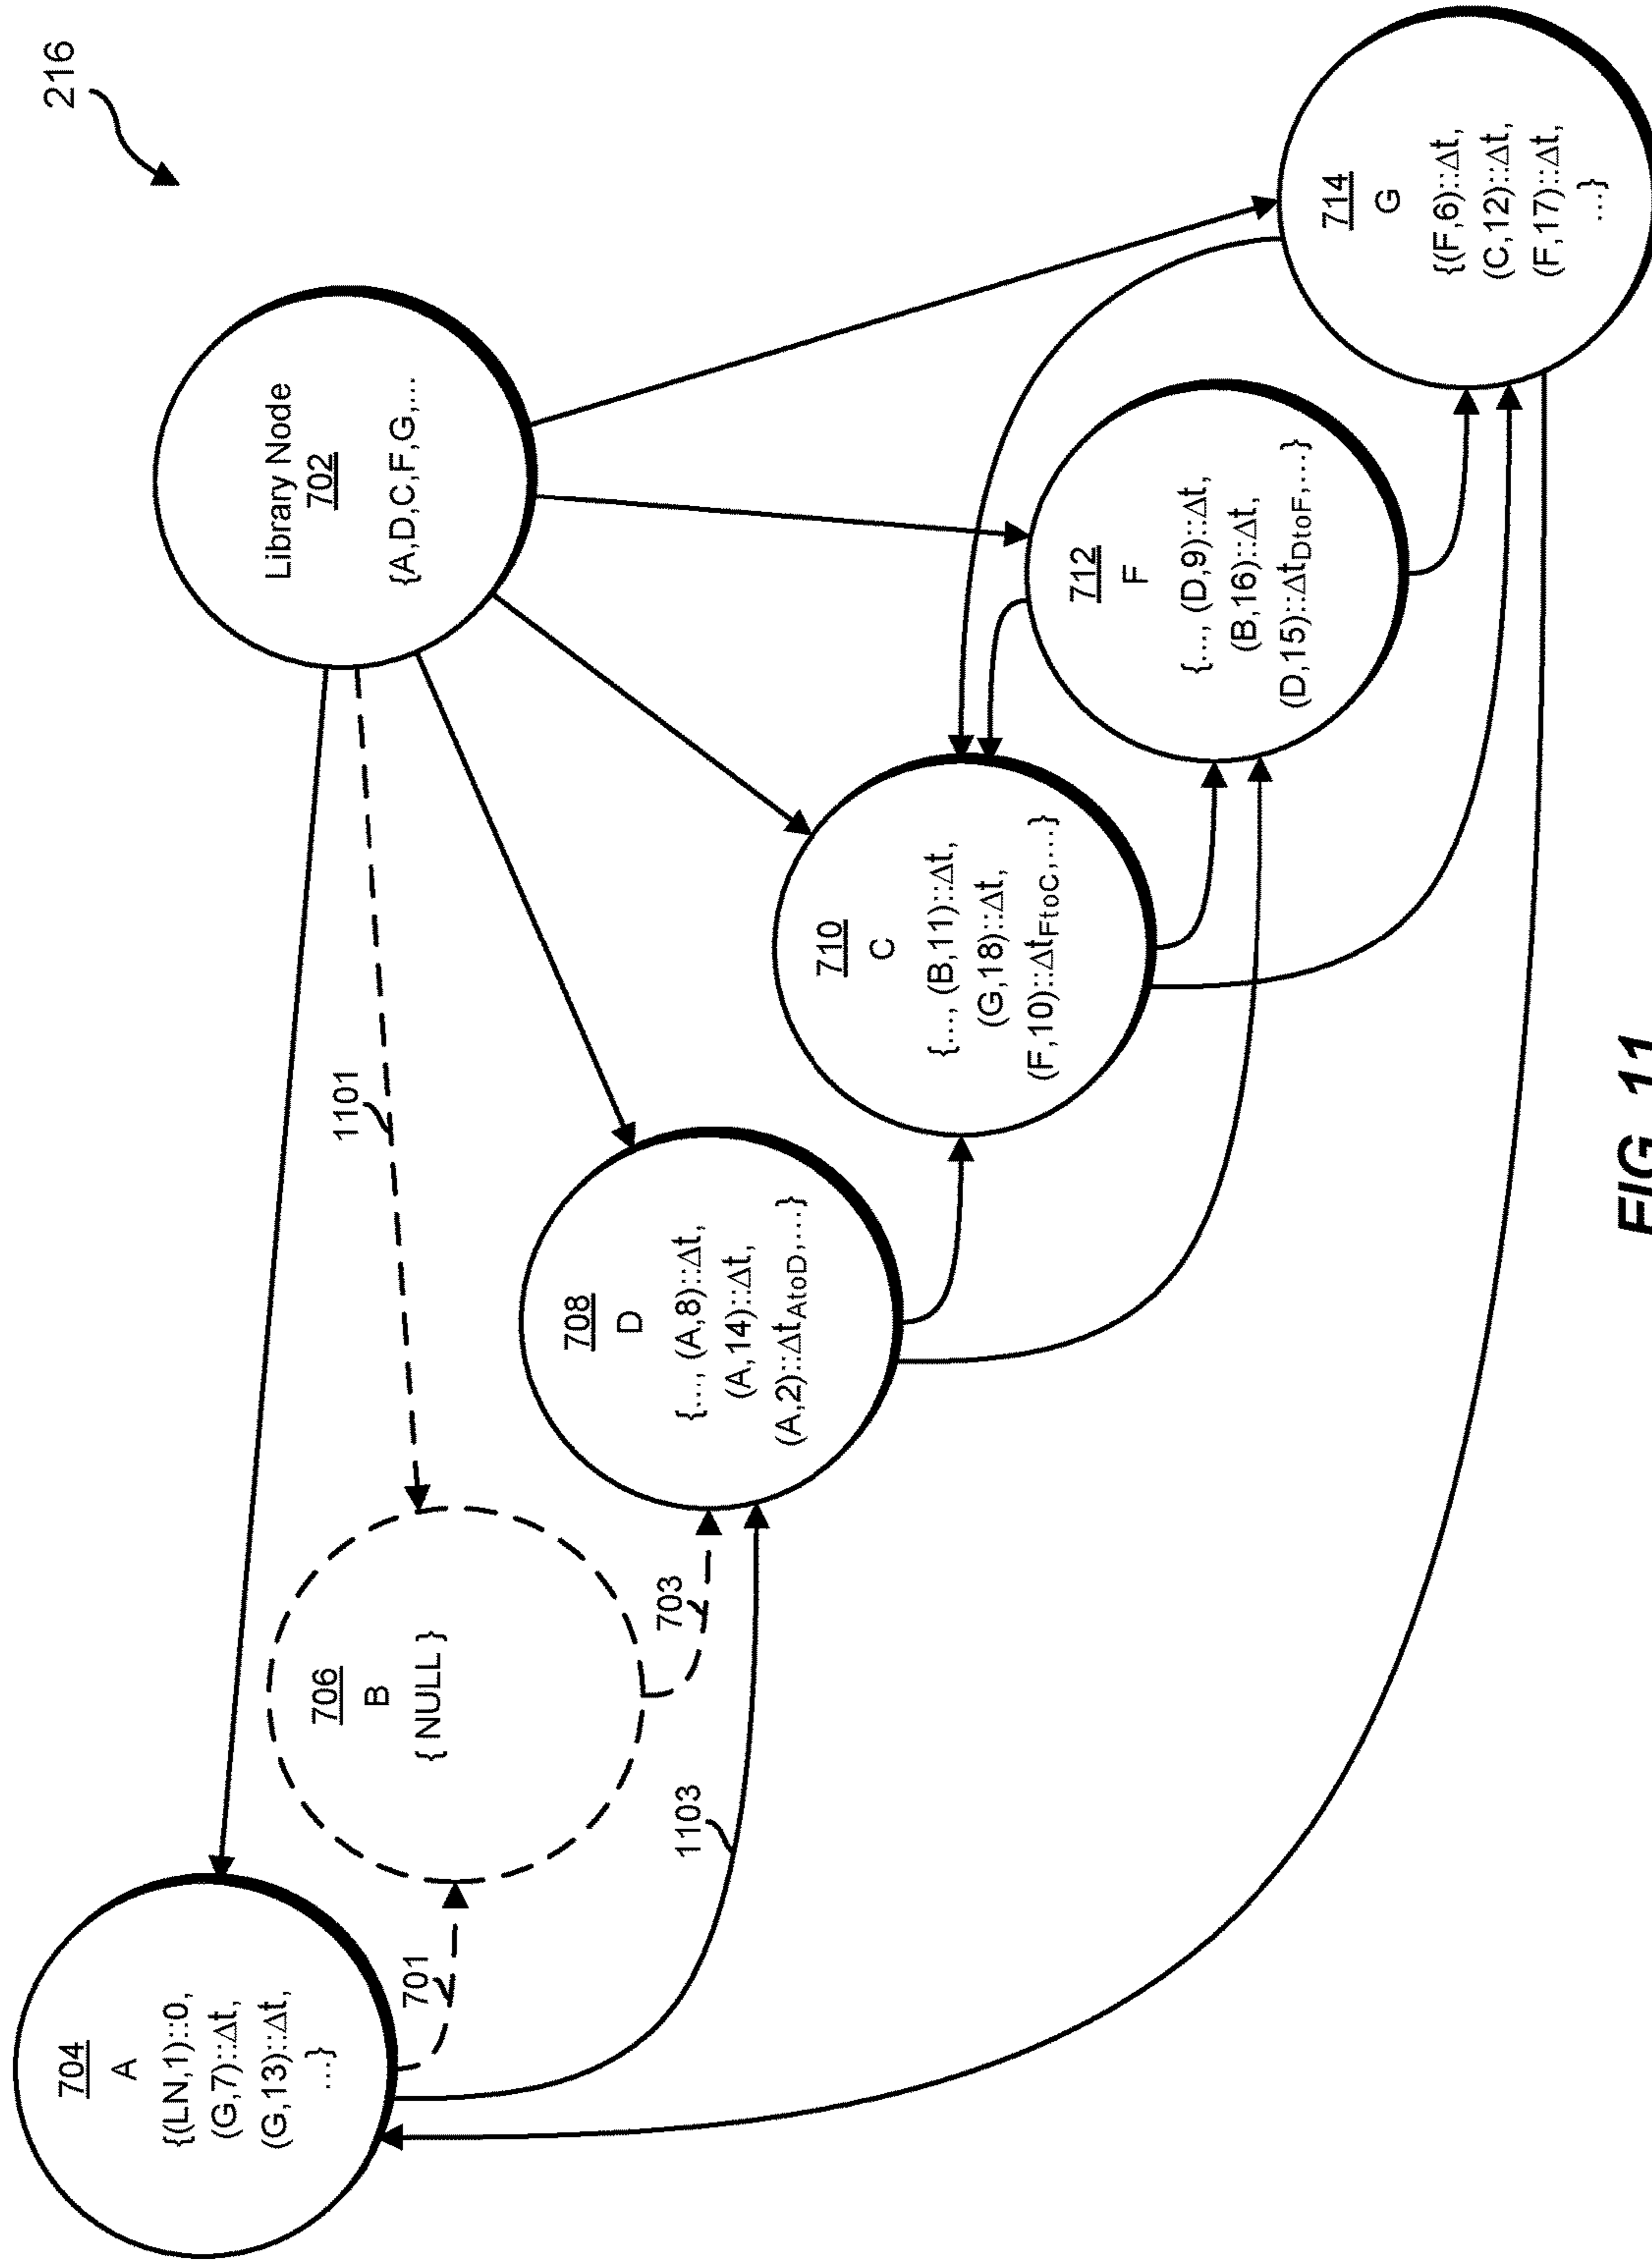 216
Library Node
702
{A,D,C,F,G,...
704
A
{(LN,1)::0,
(G,7)::Δt,
(G,13)::Δt,
...}
701
706
B
{ NULL }
703
1101
1103
708
D
{..., (A,8)::Δt,
(A,14)::Δt,
(A,2)::ΔtAtoD,...}
710
C
{..., (B,11)::Δt,
(G,18)::Δt,
(F,10)::ΔtFtoC,...}
712
F
{..., (D,9)::Δt,
(B,16)::Δt,
(D,15)::ΔtDtoF,...}
714
G
{(F,6)::Δt,
(C,12)::Δt,
(F,17)::Δt,
...}
FIG. 11